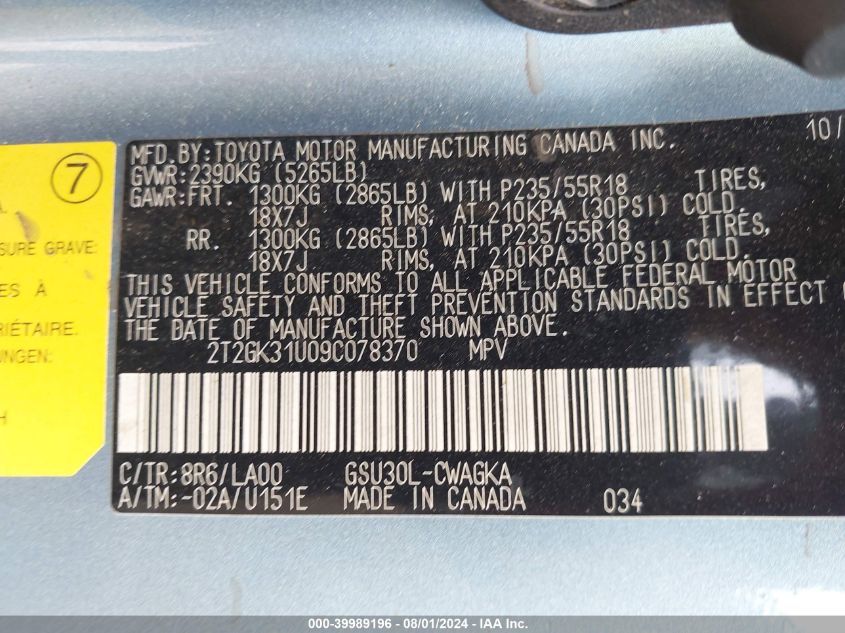 7
SURE GRAVE:
ES À
RIÉTAIRE.
UNGEN:
H
MFD.BY:TOYOTA MOTOR MANUFACTURING CANADA INC. 10/
GVWR:2390KG (5265LB)
GAWR:FRT. 1300KG (2865LB) WITH P235/55R18 TIRES,
18X7J RIMS, AT 210KPA (30PSI) COLD.
RR. 1300KG (2865LB) WITH P235/55R18 TIRES,
18X7J RIMS, AT 210KPA (30PSI) COLD.
THIS VEHICLE CONFORMS TO ALL APPLICABLE FEDERAL MOTOR
VEHICLE SAFETY AND THEFT PREVENTION STANDARDS IN EFFECT
THE DATE OF MANUFACTURE SHOWN ABOVE.
2T2GK31U09C078370 MPV
C/TR:8R6/LA00 GSU30L-CWAGKA
A/TM:-02A/U151E MADE IN CANADA 034
000-39989196 - 08/01/2024 - IAAI Inc.